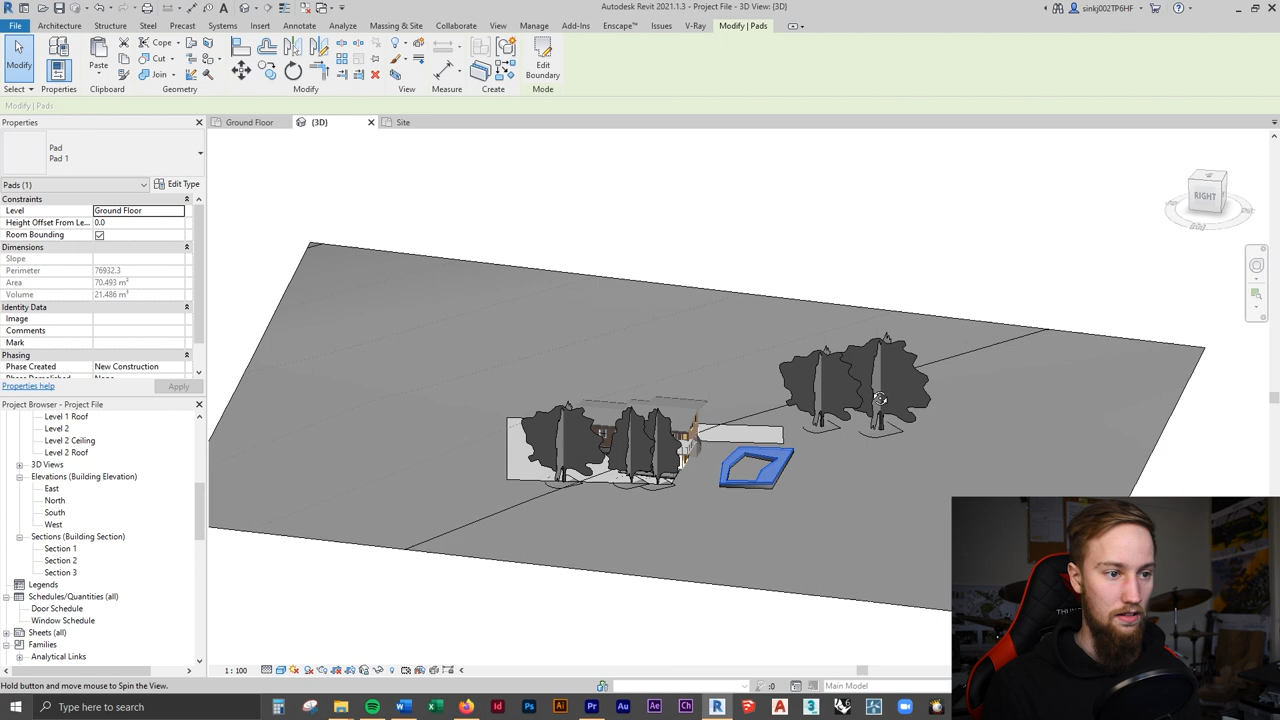 Autodesk Revit 2021.1.3 - Project File - 3D View: {3D}
sinkj002TP6HF
File Architecture Structure Steel Precast Systems Insert Annotate Analyze Massing & Site Collaborate View Manage Add-Ins Enscape™ Issues V-Ray Modify | Pads
Modify
Properties
Paste
Cope
Cut
Join
Edit
Boundary
Select Properties Clipboard Geometry Modify View Measure Create Mode
Modify | Pads
Properties
Ground Floor
{3D}
Site
Pad
Pad 1
Pads (1)
Edit Type
Constraints
Level Ground Floor
Height Offset From Le... 0.0
Room Bounding
Dimensions
Slope
Perimeter 76932.3
Area 70.493 m²
Volume 21.486 m³
Identity Data
Image
Comments
Mark
Phasing
Phase Created New Construction
Properties help
Apply
Project Browser - Project File
Level 1 Roof
Level 2
Level 2 Ceiling
Level 2 Roof
3D Views
Elevations (Building Elevation)
East
North
South
West
Sections (Building Section)
Section 1
Section 2
Section 3
Legends
Schedules/Quantities (all)
Door Schedule
Window Schedule
Sheets (all)
Families
Analytical Links
RIGHT
1 : 100
Hold button and move mouse to Spin the View.
:0
Main Model
Type here to search